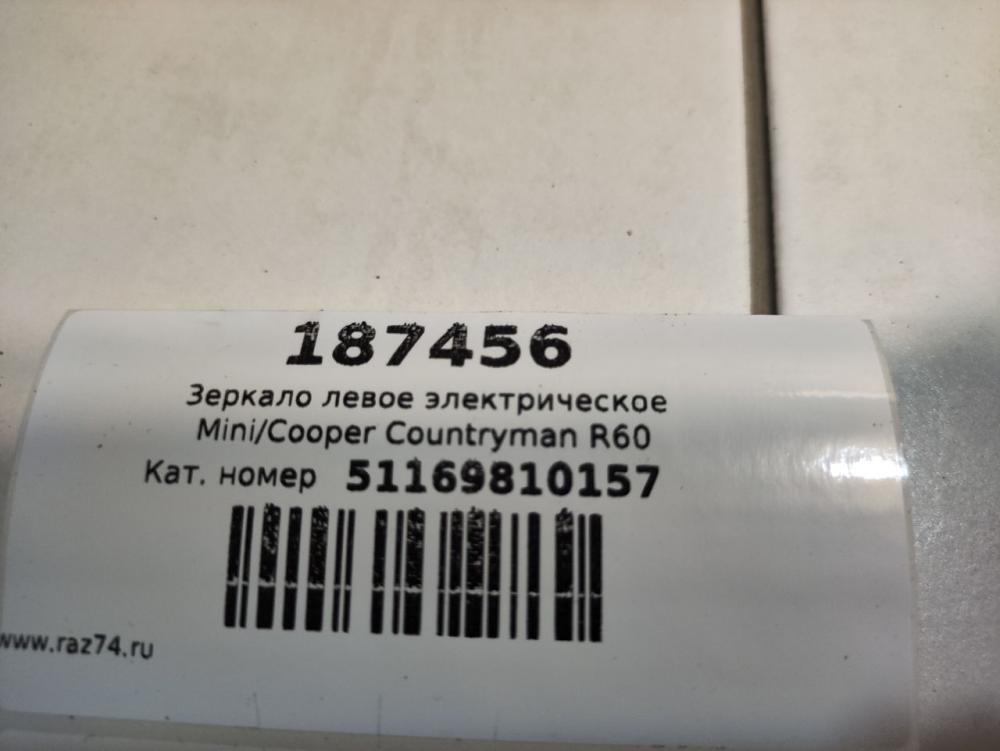 187456
Зеркало левое электрическое
Mini/Cooper Countryman R60
Кат. номер 51169810157
www.raz74.ru